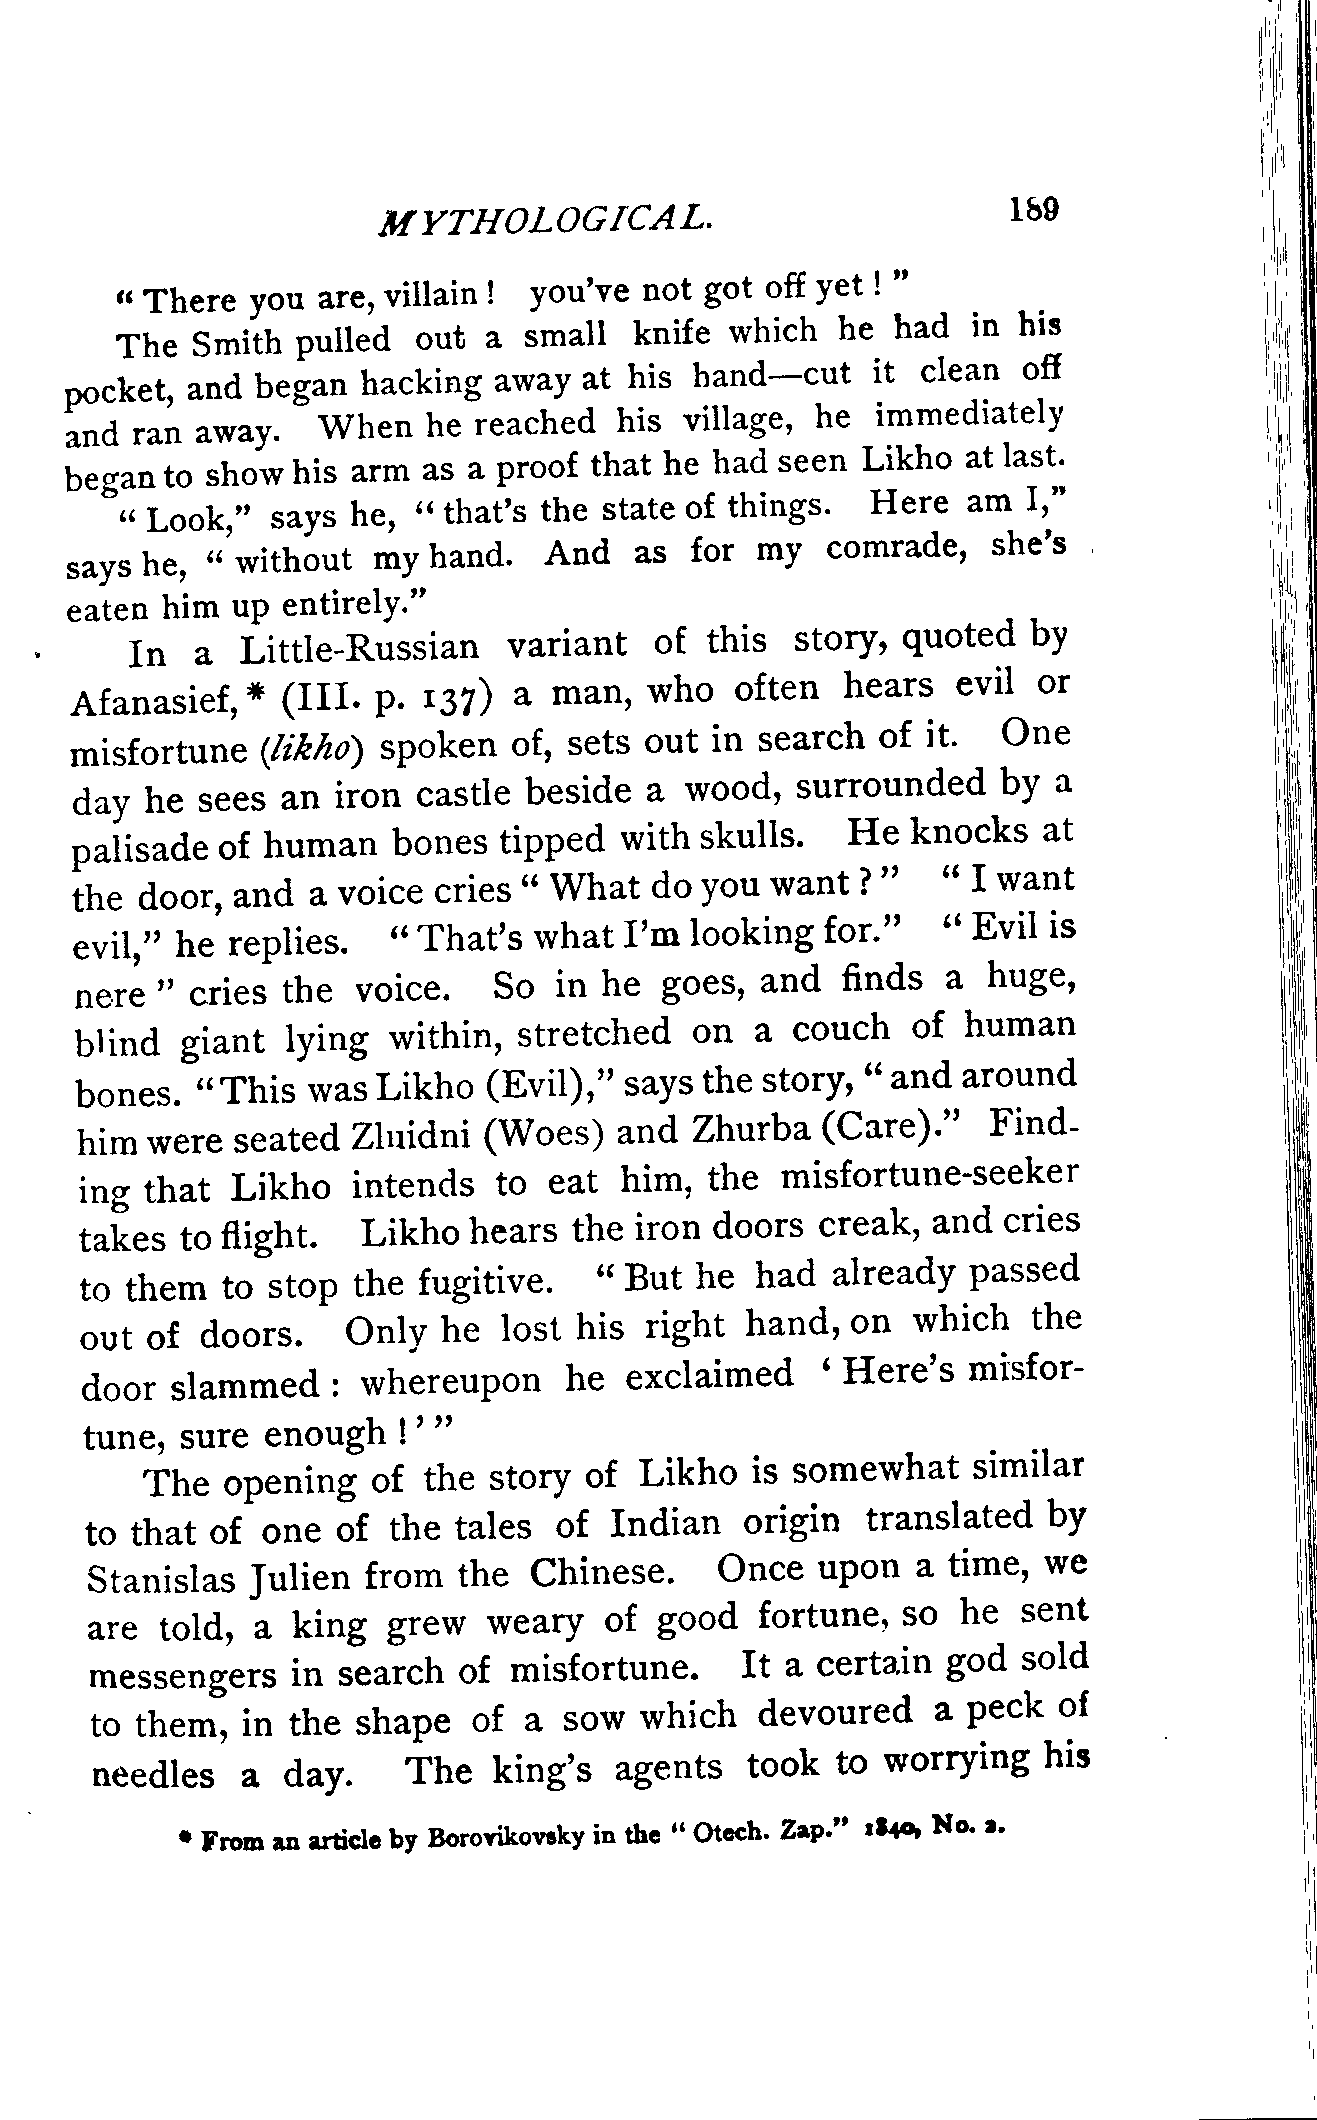 MYTHOLOGICAL. 189
“ There you are, villain ! you've not got off yet ! ”
The Smith pulled out a small knife which he had in his
pocket, and began hacking away at his hand—cut it clean off
and ran away. When he reached his village, he immediately
began to show his arm as a proof that he had seen Likho at last.
“ Look,” says he, “ that's the state of things. Here am I,”
says he, “ without my hand. And as for my comrade, she's
eaten him up entirely.”
In a Little-Russian variant of this story, quoted by
Afanasief,* (III. p. 137) a man, who often hears evil or
misfortune (likho) spoken of, sets out in search of it. One
day he sees an iron castle beside a wood, surrounded by a
palisade of human bones tipped with skulls. He knocks at
the door, and a voice cries “ What do you want ? ” “ I want
evil,” he replies. “ That's what I'm looking for.” “ Evil is
nere ” cries the voice. So in he goes, and finds a huge,
blind giant lying within, stretched on a couch of human
bones. “ This was Likho (Evil),” says the story, “ and around
him were seated Zluidni (Woes) and Zhurba (Care).” Find-
ing that Likho intends to eat him, the misfortune-seeker
takes to flight. Likho hears the iron doors creak, and cries
to them to stop the fugitive. “ But he had already passed
out of doors. Only he lost his right hand, on which the
door slammed : whereupon he exclaimed ‘ Here's misfor-
tune, sure enough ! ’ ”
The opening of the story of Likho is somewhat similar
to that of one of the tales of Indian origin translated by
Stanislas Julien from the Chinese. Once upon a time, we
are told, a king grew weary of good fortune, so he sent
messengers in search of misfortune. It a certain god sold
to them, in the shape of a sow which devoured a peck of
needles a day. The king's agents took to worrying his
* From an article by Borovikovsky in the “ Otech. Zap.” 1840, No. 2.